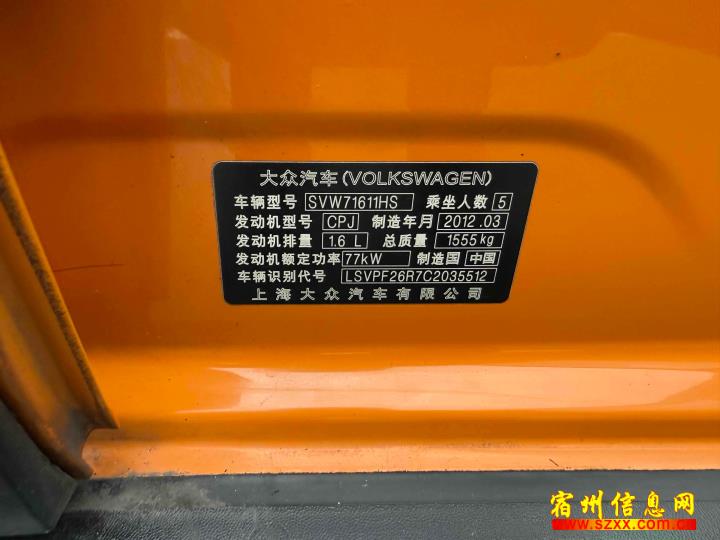 大众汽车(VOLKSWAGEN)
车辆型号 SVW71611HS 乘坐人数 5
发动机型号 CPJ 制造年月 2012.03
发动机排量 1.6 L 总质量 1555kg
发动机额定功率 77kW 制造国 中国
车辆识别代号 LSVPF26R7C2035512
上海大众汽车有限公司
宿州信息网
www.szxx.com.cn